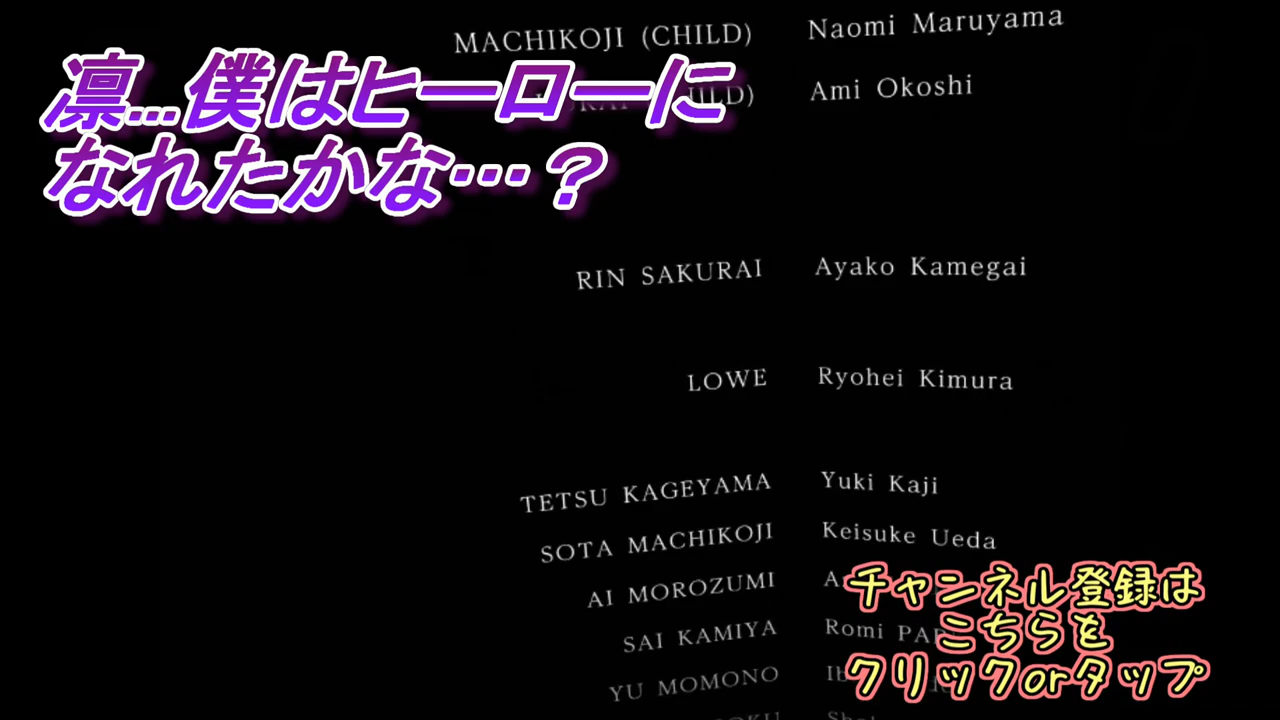 MACHIKOJI (CHILD) Naomi Maruyama
凛...僕はヒーローに
なれたかな…？
Ami Okoshi
RIN SAKURAI Ayako Kamegai
LOWE Ryohei Kimura
TETSU KAGEYAMA Yuki Kaji
SOTA MACHIKOJI Keisuke Ueda
AI MOROZUMI
SAI KAMIYA Romi
YU MOMONO
チャンネル登録は
こちらを
クリックorタップ